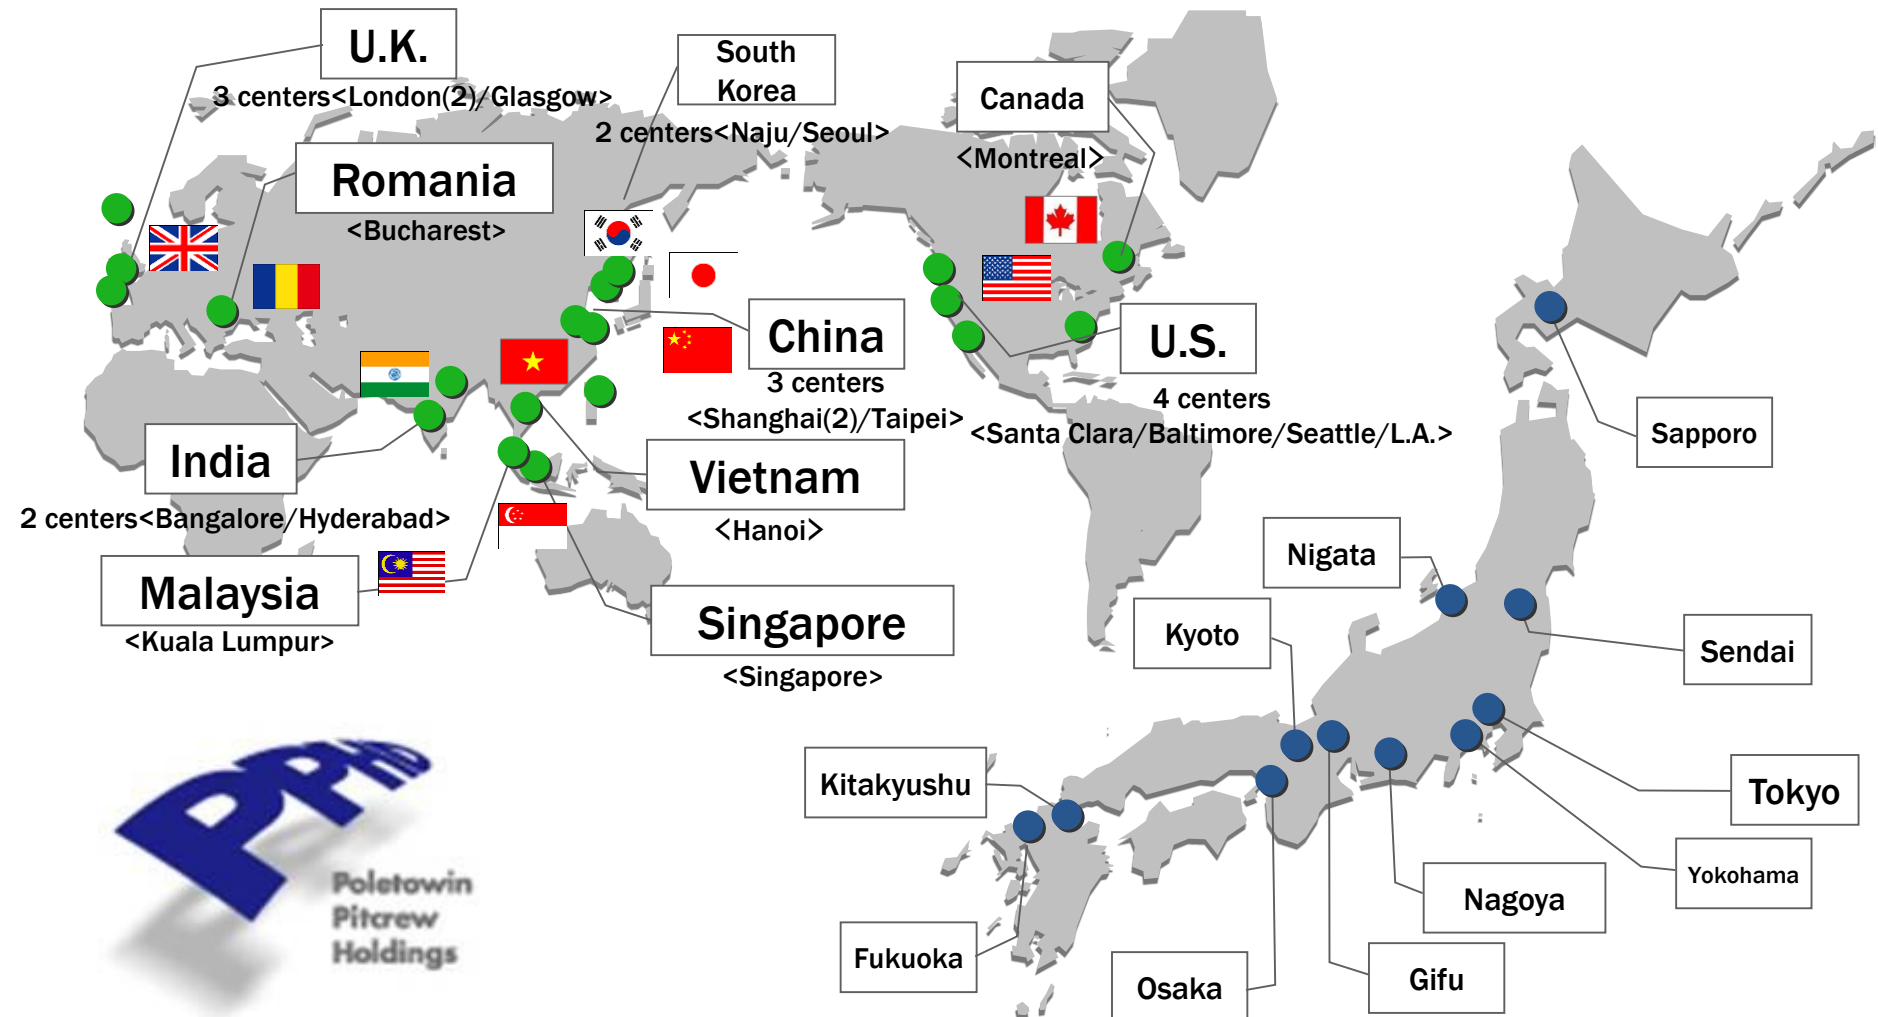 U.K.
3 centers<London(2)/Glasgow>
South
Korea
2 centers<Naju/Seoul>
Canada
<Montreal>
Romania
<Bucharest>
China
3 centers
<Shanghai(2)/Taipei>
U.S.
4 centers
<Santa Clara/Baltimore/Seattle/L.A.>
India
2 centers<Bangalore/Hyderabad>
Vietnam
<Hanoi>
Malaysia
<Kuala Lumpur>
Singapore
<Singapore>
Sapporo
Nigata
Kyoto
Sendai
Kitakyushu
Tokyo
Yokohama
Nagoya
Fukuoka
Osaka
Gifu
PPHD
Poletowin
Pitcrew
Holdings